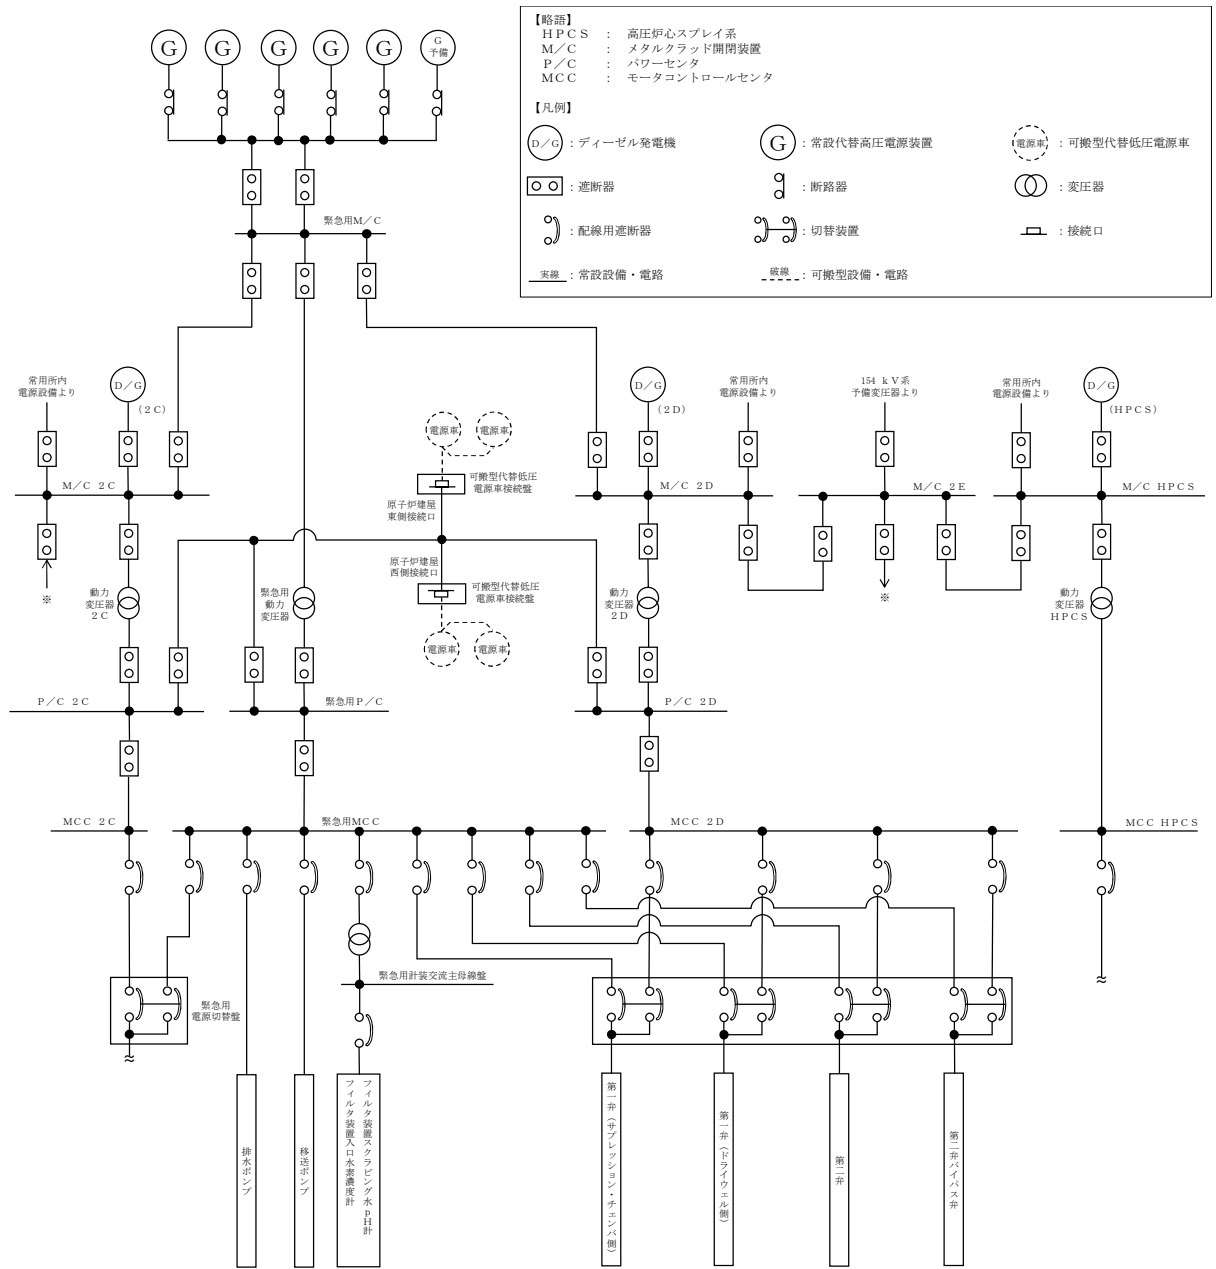 【略語】
ＨＰＣＳ ： 高圧炉心スプレイ系
Ｍ／Ｃ ： メタルクラッド開閉装置
Ｐ／Ｃ ： パワーセンタ
ＭＣＣ ： モータコントロールセンタ
【凡例】
Ｄ／Ｇ ：ディーゼル発電機
Ｇ ：常設代替高圧電源装置
電源車 ：可搬型代替低圧電源車
：遮断器
：断路器
：変圧器
：配線用遮断器
：切替装置
：接続口
実線 ：常設設備・電路
破線 ：可搬型設備・電路
Ｇ
Ｇ
Ｇ
Ｇ
Ｇ
Ｇ
予備
緊急用Ｍ／Ｃ
常用所内
電源設備より
Ｄ／Ｇ
（２Ｃ）
Ｄ／Ｇ
（２Ｄ）
常用所内
電源設備より
154 ｋＶ系
予備変圧器より
常用所内
電源設備より
Ｄ／Ｇ
（ＨＰＣＳ）
電源車
電源車
可搬型代替低圧
電源車接続盤
原子炉建屋
東側接続口
Ｍ／Ｃ ２Ｃ
Ｍ／Ｃ ２Ｄ
Ｍ／Ｃ ２Ｅ
Ｍ／Ｃ ＨＰＣＳ
原子炉建屋
西側接続口
可搬型代替低圧
電源車接続盤
電源車
電源車
※
※
動力
変圧器
２Ｃ
緊急用
動力
変圧器
動力
変圧器
２Ｄ
動力
変圧器
ＨＰＣＳ
Ｐ／Ｃ ２Ｃ
緊急用Ｐ／Ｃ
Ｐ／Ｃ ２Ｄ
ＭＣＣ ２Ｃ
緊急用ＭＣＣ
ＭＣＣ ２Ｄ
ＭＣＣ ＨＰＣＳ
緊急用計装交流主母線盤
緊急用
電源切替盤
排水ポンプ
移送ポンプ
フィルタ装置スクラビング水ｐＨ計
フィルタ装置入口水素濃度計
第一弁（サプレッション・チェンバ側）
第一弁（ドライウェル側）
第二弁
第二弁バイパス弁